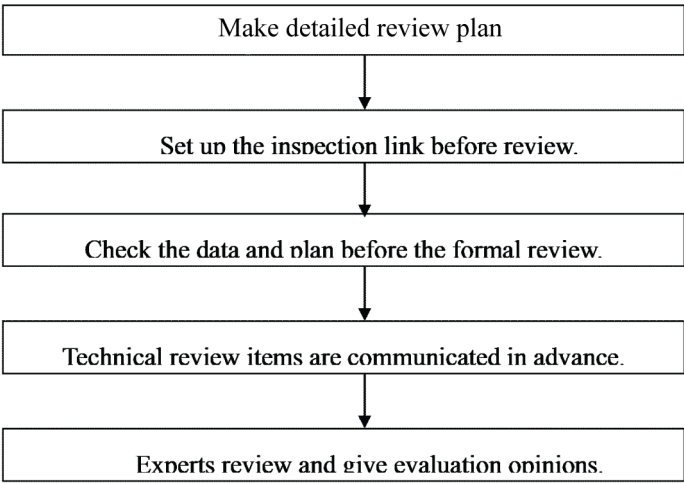 Make detailed review plan
Set up the inspection link before review.
Check the data and plan before the formal review.
Technical review items are communicated in advance.
Experts review and give evaluation opinions.